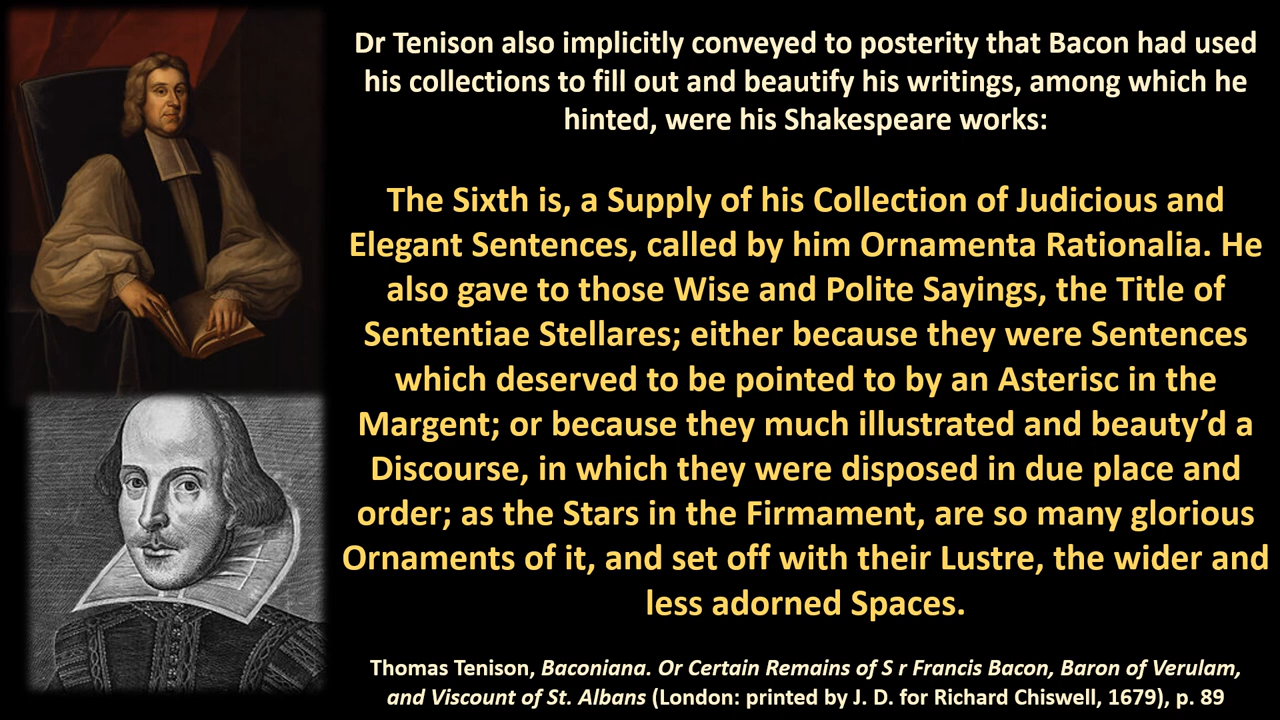 Dr Tenison also implicitly conveyed to posterity that Bacon had used
his collections to fill out and beautify his writings, among which he
hinted, were his Shakespeare works:
The Sixth is, a Supply of his Collection of Judicious and
Elegant Sentences, called by him Ornamenta Rationalia. He
also gave to those Wise and Polite Sayings, the Title of
Sententiae Stellares; either because they were Sentences
which deserved to be pointed to by an Asterisc in the
Margent; or because they much illustrated and beauty’d a
Discourse, in which they were disposed in due place and
order; as the Stars in the Firmament, are so many glorious
Ornaments of it, and set off with their Lustre, the wider and
less adorned Spaces.
Thomas Tenison, Baconiana. Or Certain Remains of S r Francis Bacon, Baron of Verulam,
and Viscount of St. Albans (London: printed by J. D. for Richard Chiswell, 1679), p. 89